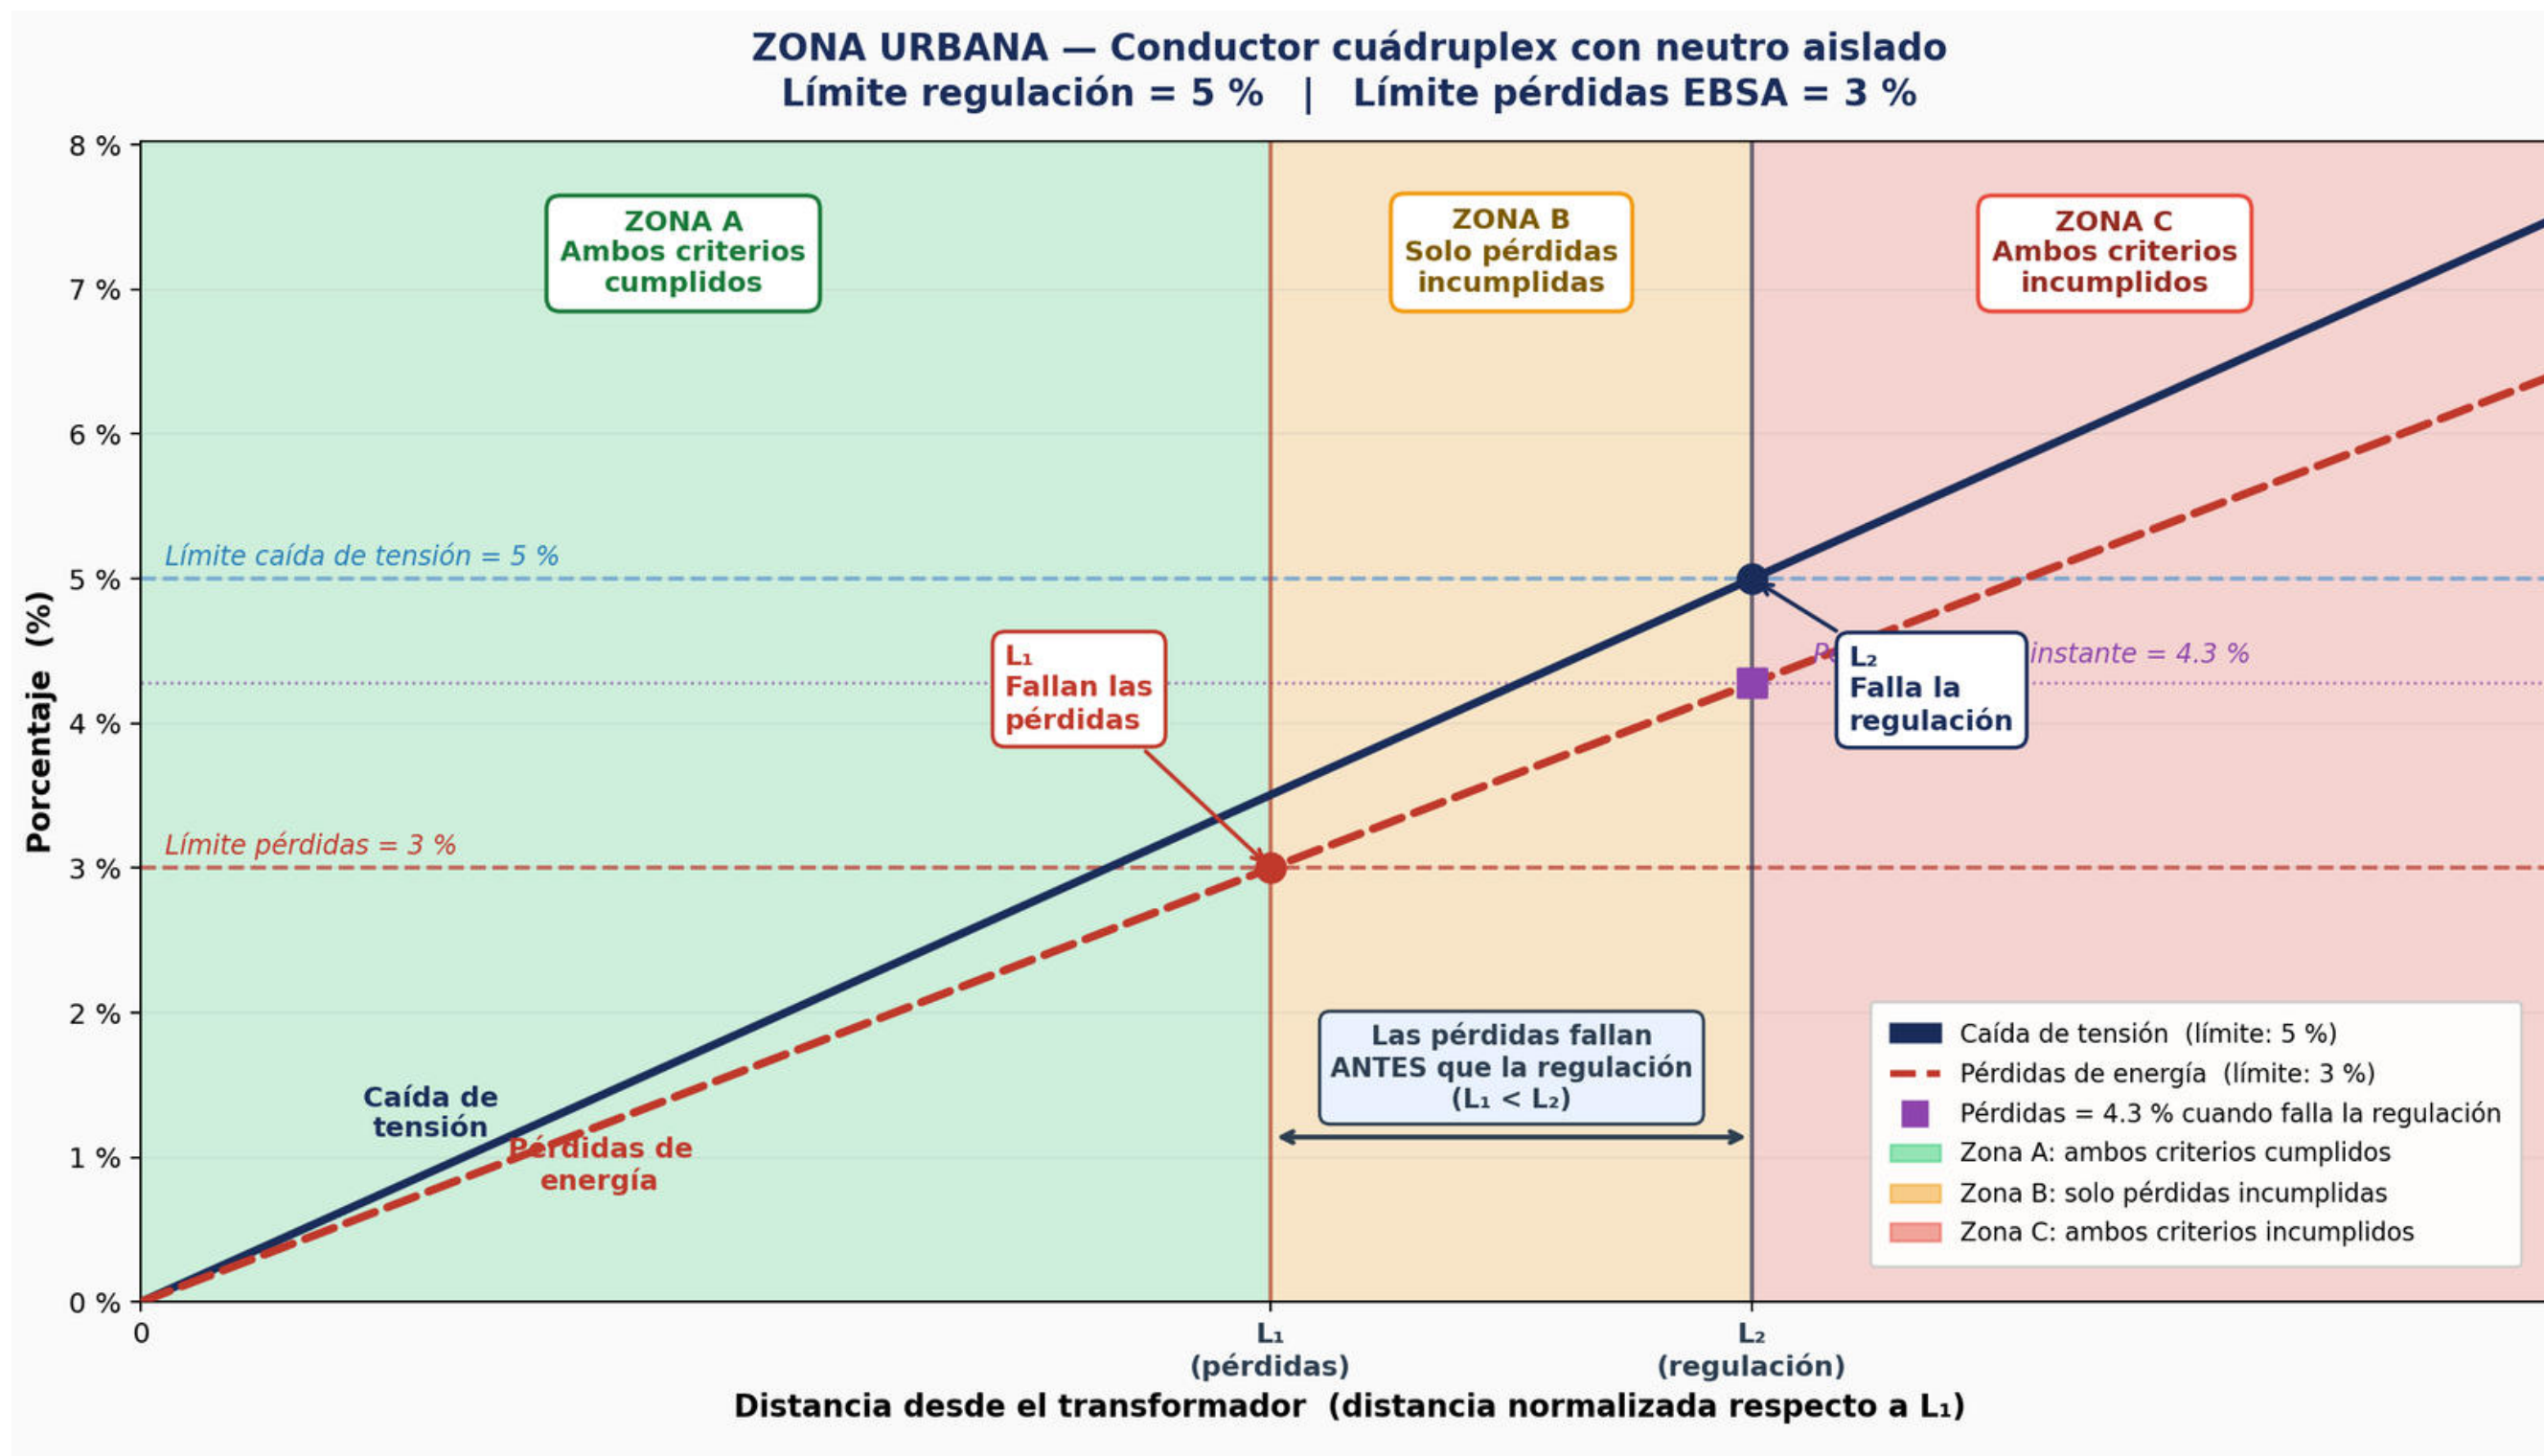 ZONA URBANA — Conductor cuádruplex con neutro aislado
Límite regulación = 5 % | Límite pérdidas EBSA = 3 %
8 %
7 %
6 %
5 %
4 %
3 %
2 %
1 %
0 %
Porcentaje (%)
ZONA A
Ambos criterios
cumplidos
ZONA B
Solo pérdidas
incumplidas
ZONA C
Ambos criterios
incumplidos
Límite caída de tensión = 5 %
L₁
Fallan las
pérdidas
L₂
Falla la
regulación
instante = 4.3 %
Límite pérdidas = 3 %
Caída de
tensión
Pérdidas de
energía
Las pérdidas fallan
ANTES que la regulación
(L₁ < L₂)
Caída de tensión (límite: 5 %)
Pérdidas de energía (límite: 3 %)
Pérdidas = 4.3 % cuando falla la regulación
Zona A: ambos criterios cumplidos
Zona B: solo pérdidas incumplidas
Zona C: ambos criterios incumplidos
0
L₁
(pérdidas)
L₂
(regulación)
Distancia desde el transformador (distancia normalizada respecto a L₁)